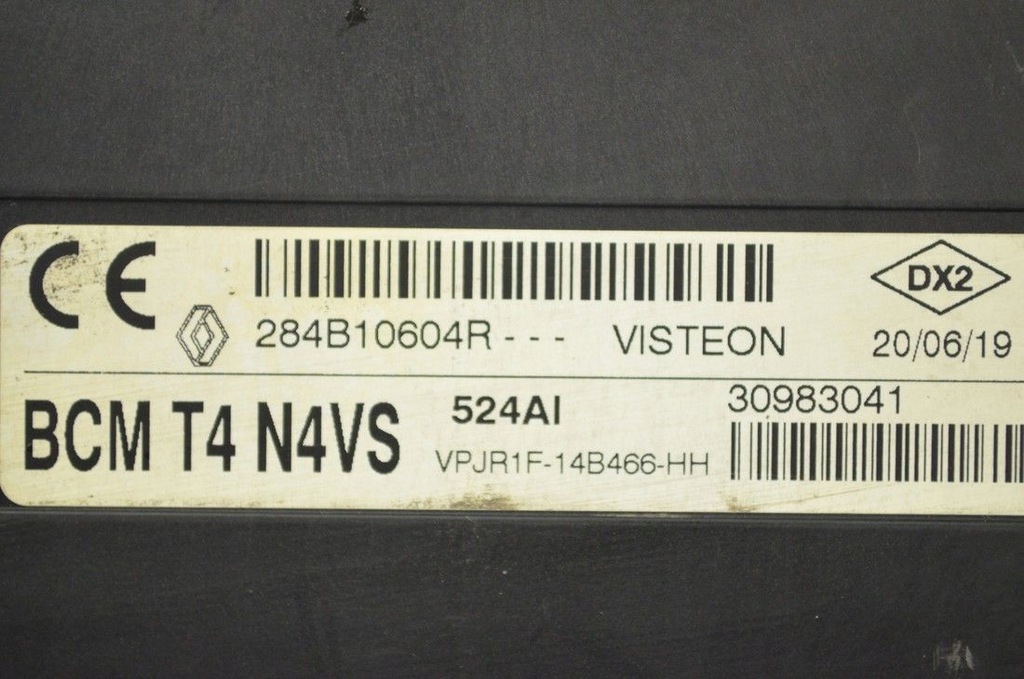 CE
284B10604R - - - VISTEON
DX2
20/06/19
BCM T4 N4VS
524AI
VPJR1F-14B466-HH
30983041